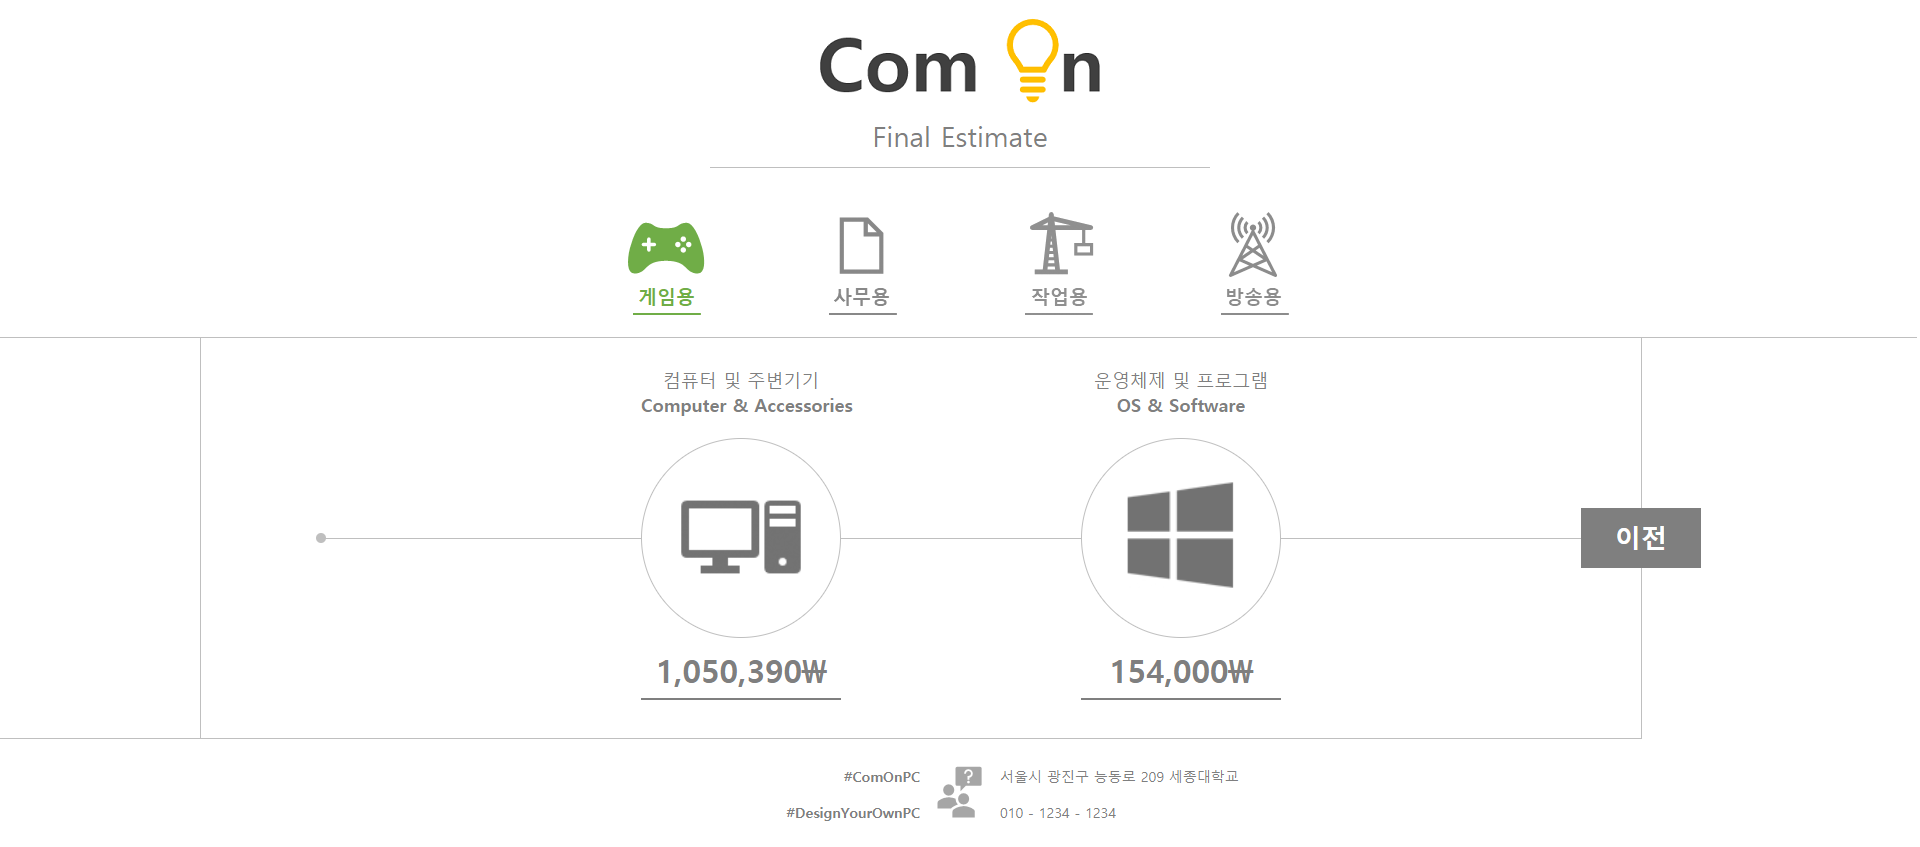 Com On
Final Estimate
게임용
사무용
작업용
방송용
컴퓨터 및 주변기기
Computer & Accessories
운영체제 및 프로그램
OS & Software
이전
1,050,390₩
154,000₩
#ComOnPC
서울시 광진구 능동로 209 세종대학교
#DesignYourOwnPC
010 - 1234 - 1234